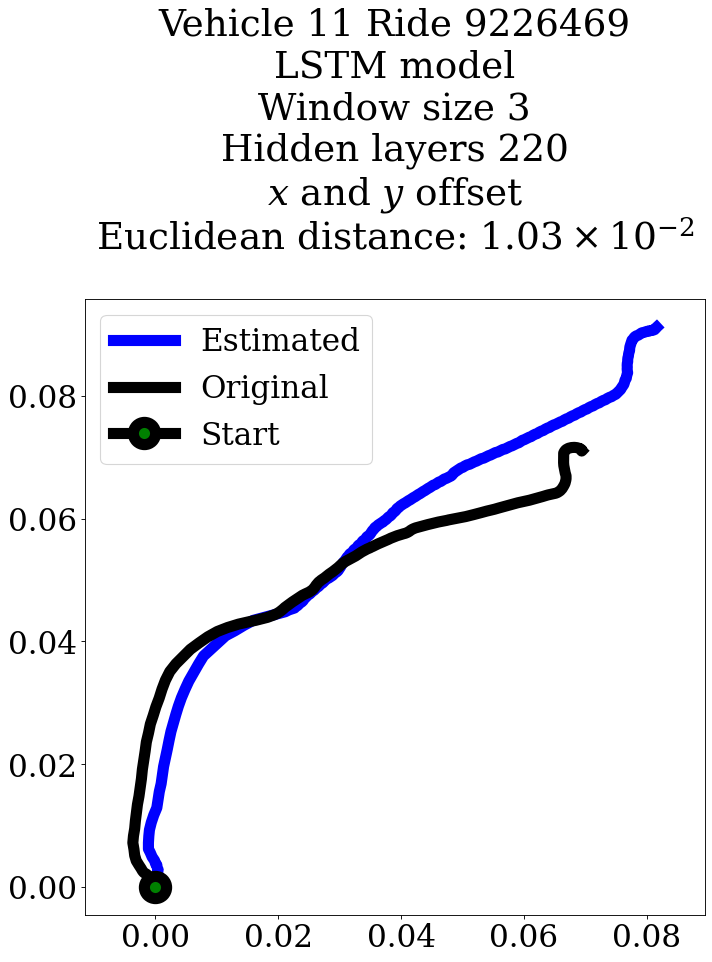 Vehicle 11 Ride 9226469
LSTM model
Window size 3
Hidden layers 220
x and y offset
Euclidean distance: 1.03 × 10⁻²
Estimated
Original
Start
0.08
0.06
0.04
0.02
0.00
0.00 0.02 0.04 0.06 0.08